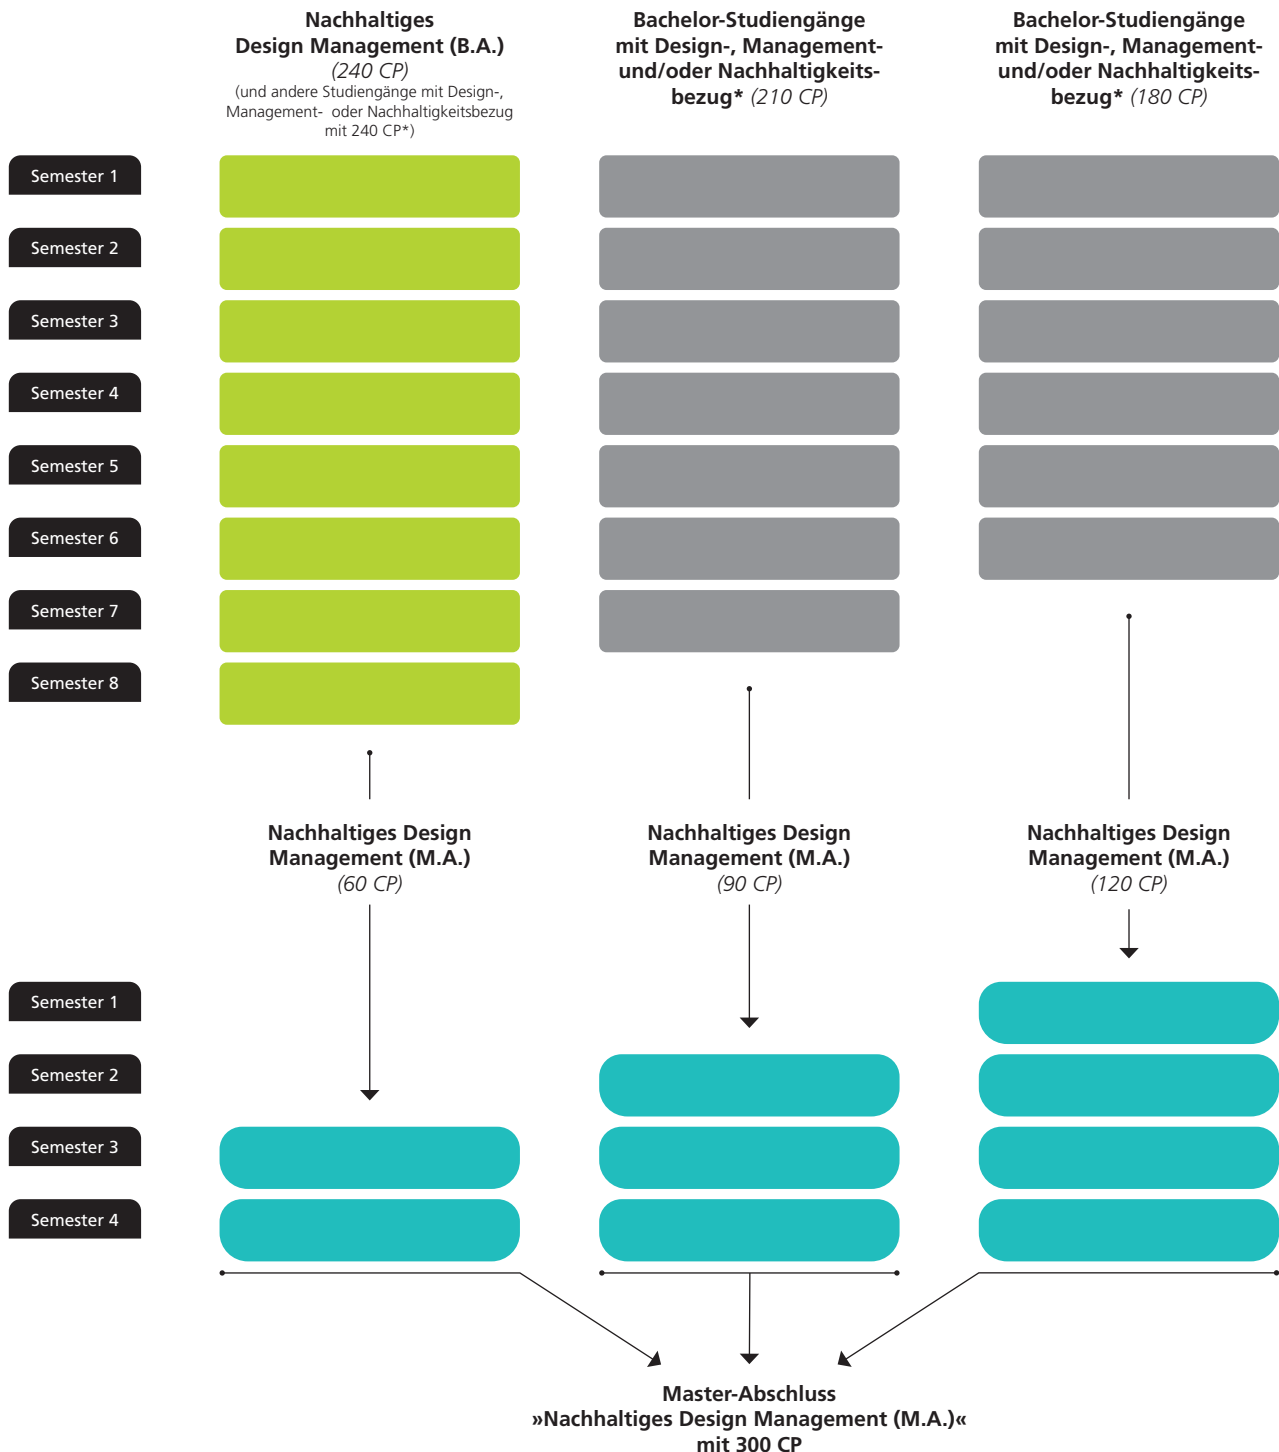 Nachhaltiges
Design Management (B.A.)
(240 CP)
(und andere Studiengänge mit Design-,
Management- oder Nachhaltigkeitsbezug
mit 240 CP*)
Bachelor-Studiengänge
mit Design-, Management-
und/oder Nachhaltigkeits-
bezug* (210 CP)
Bachelor-Studiengänge
mit Design-, Management-
und/oder Nachhaltigkeits-
bezug* (180 CP)
Semester 1
Semester 2
Semester 3
Semester 4
Semester 5
Semester 6
Semester 7
Semester 8
Nachhaltiges Design
Management (M.A.)
(60 CP)
Nachhaltiges Design
Management (M.A.)
(90 CP)
Nachhaltiges Design
Management (M.A.)
(120 CP)
Semester 1
Semester 2
Semester 3
Semester 4
Master-Abschluss
»Nachhaltiges Design Management (M.A.)«
mit 300 CP